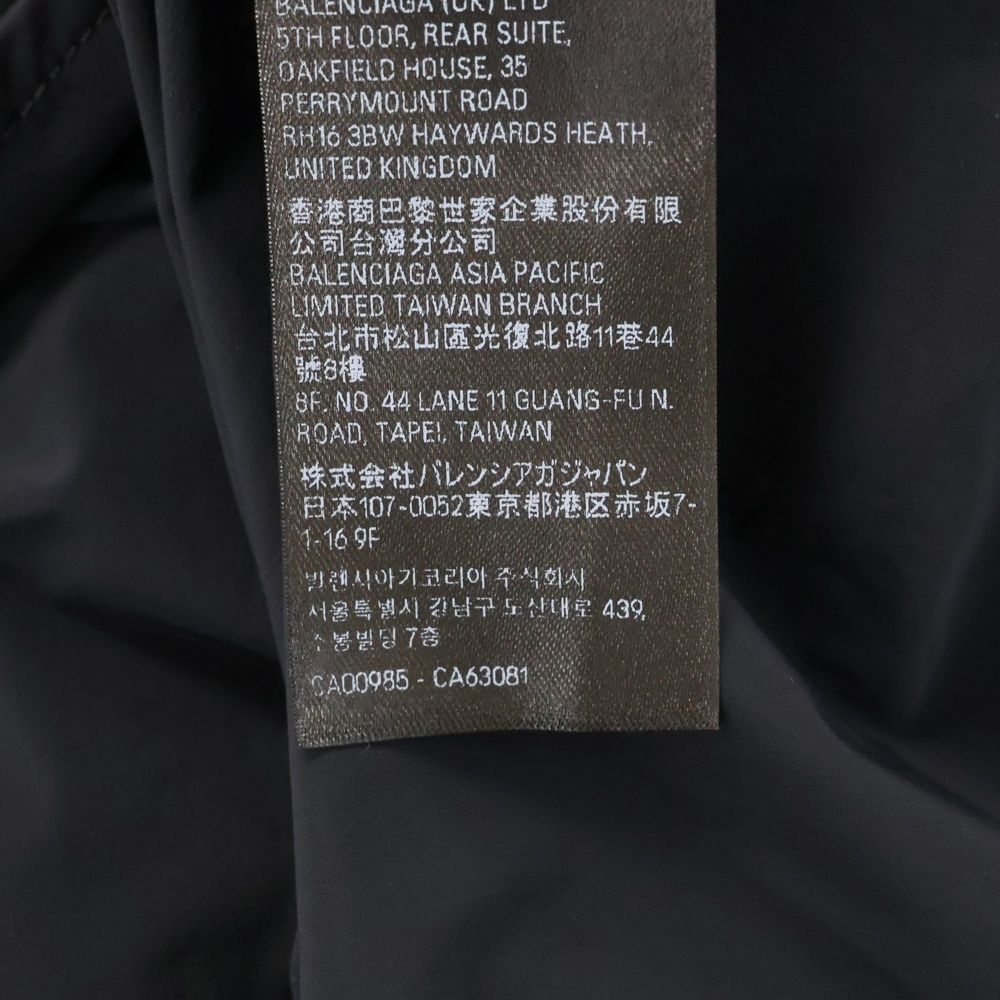 BALENCIAGA (UK) LTD
5TH FLOOR, REAR SUITE,
OAKFIELD HOUSE, 35
PERRYMOUNT ROAD
RH16 3BW HAYWARDS HEATH,
UNITED KINGDOM
香港商巴黎世家企業股份有限
公司台灣分公司
BALENCIAGA ASIA PACIFIC
LIMITED TAIWAN BRANCH
台北市松山區光復北路11巷44
號8樓
8F. NO. 44 LANE 11 GUANG-FU N.
ROAD, TAPEI, TAIWAN
株式会社バレンシアガジャパン
日本107-0052東京都港区赤坂7-
1-16 9F
발렌시아가코리아 주식회사
서울특별시 강남구 도산대로 439,
7층
CA00985 - CA63081